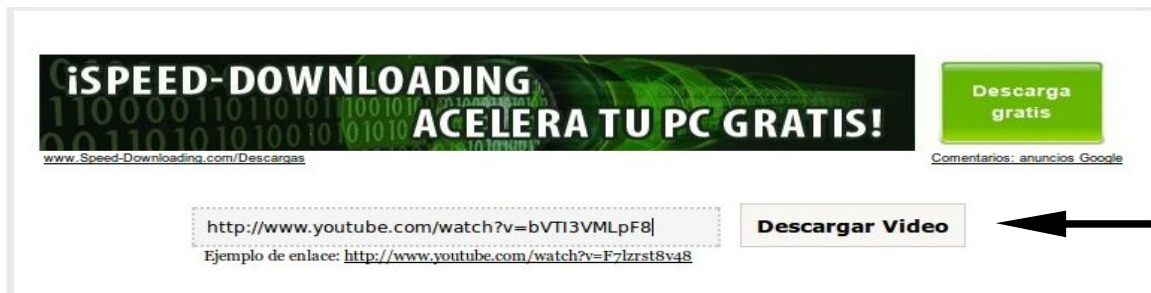 ¡SPEED-DOWNLOADING
ACELERA TU PC GRATIS!
Descarga
gratis
www.Speed-Downloading.com/Descargas
Comentarios: anuncios Google
http://www.youtube.com/watch?v=bVTI3VMLpF8
Descargar Video
Ejemplo de enlace: http://www.youtube.com/watch?v=F7lzrst8v48